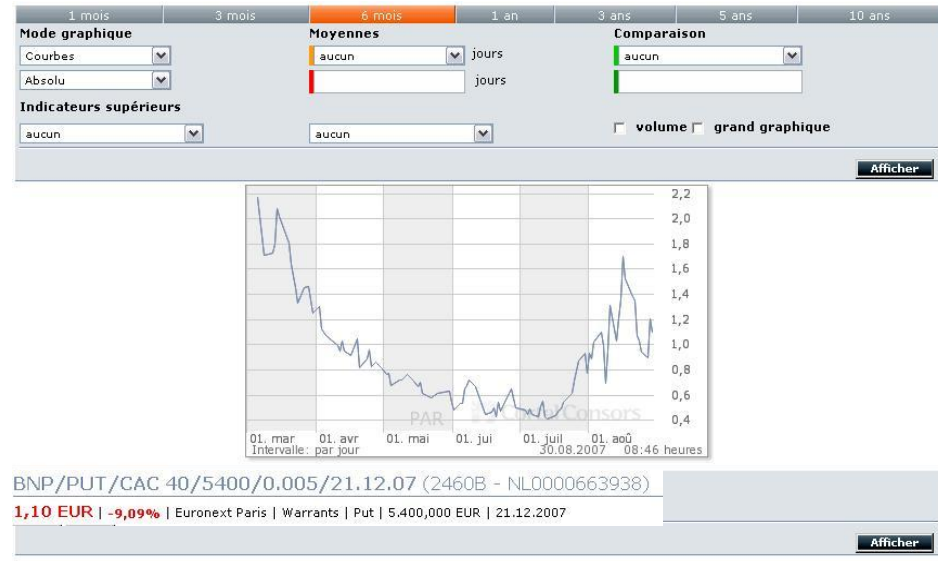 1 mois 3 mois 6 mois 1 an 3 ans 5 ans 10 ans
Mode graphique Moyennes Comparaison
Courbes aucun jours aucun
Absolu jours
Indicateurs supérieurs
aucun aucun volume grand graphique
Afficher
2,2
2,0
1,8
1,6
1,4
1,2
1,0
0,8
0,6
0,4
PAR Cortal Consors
01. mar 01. avr 01. mai 01. jui 01. juil 01. aoû
Intervalle: par jour 30.08.2007 08:46 heures
BNP/PUT/CAC 40/5400/0.005/21.12.07 (2460B - NL0000663938)
1,10 EUR | -9,09% | Euronext Paris | Warrants | Put | 5.400,000 EUR | 21.12.2007
Afficher